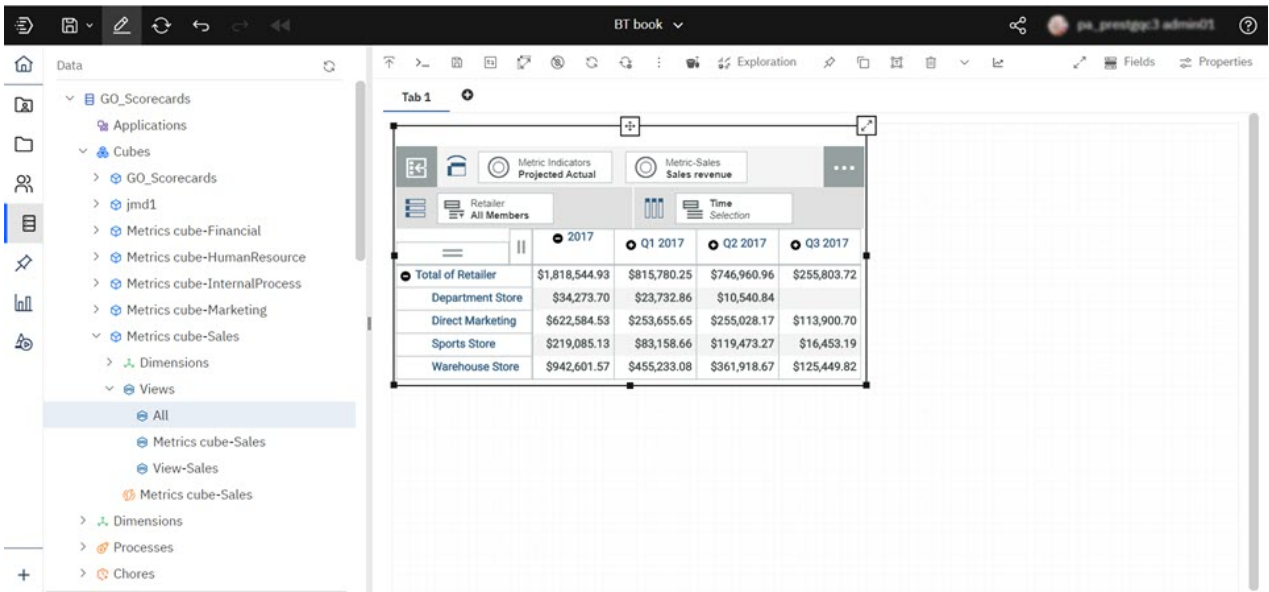 BT book
pa_prestgqc3 admin01
Data
GO_Scorecards
Applications
Cubes
GO_Scorecards
jmd1
Metrics cube-Financial
Metrics cube-HumanResource
Metrics cube-InternalProcess
Metrics cube-Marketing
Metrics cube-Sales
Dimensions
Views
All
Metrics cube-Sales
View-Sales
Metrics cube-Sales
Dimensions
Processes
Chores
Exploration Fields Properties
Tab 1
Metric Indicators Metric-Sales
Projected Actual Sales revenue
Retailer Time
All Members Selection
2017 Q1 2017 Q2 2017 Q3 2017
Total of Retailer $1,818,544.93 $815,780.25 $746,960.96 $255,803.72
Department Store $34,273.70 $23,732.86 $10,540.84
Direct Marketing $622,584.53 $253,655.65 $255,028.17 $113,900.70
Sports Store $219,085.13 $83,158.66 $119,473.27 $16,453.19
Warehouse Store $942,601.57 $455,233.08 $361,918.67 $125,449.82